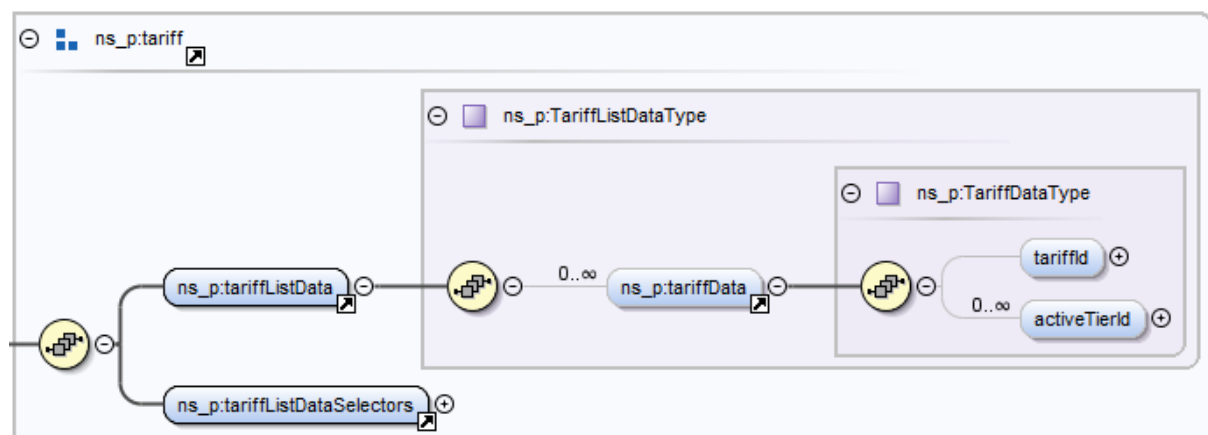 ns_p:tariff
ns_p:TariffListDataType
ns_p:TariffDataType
tariffId
ns_p:tariffListData
0..∞
ns_p:tariffData
0..∞
activeTierId
ns_p:tariffListDataSelectors